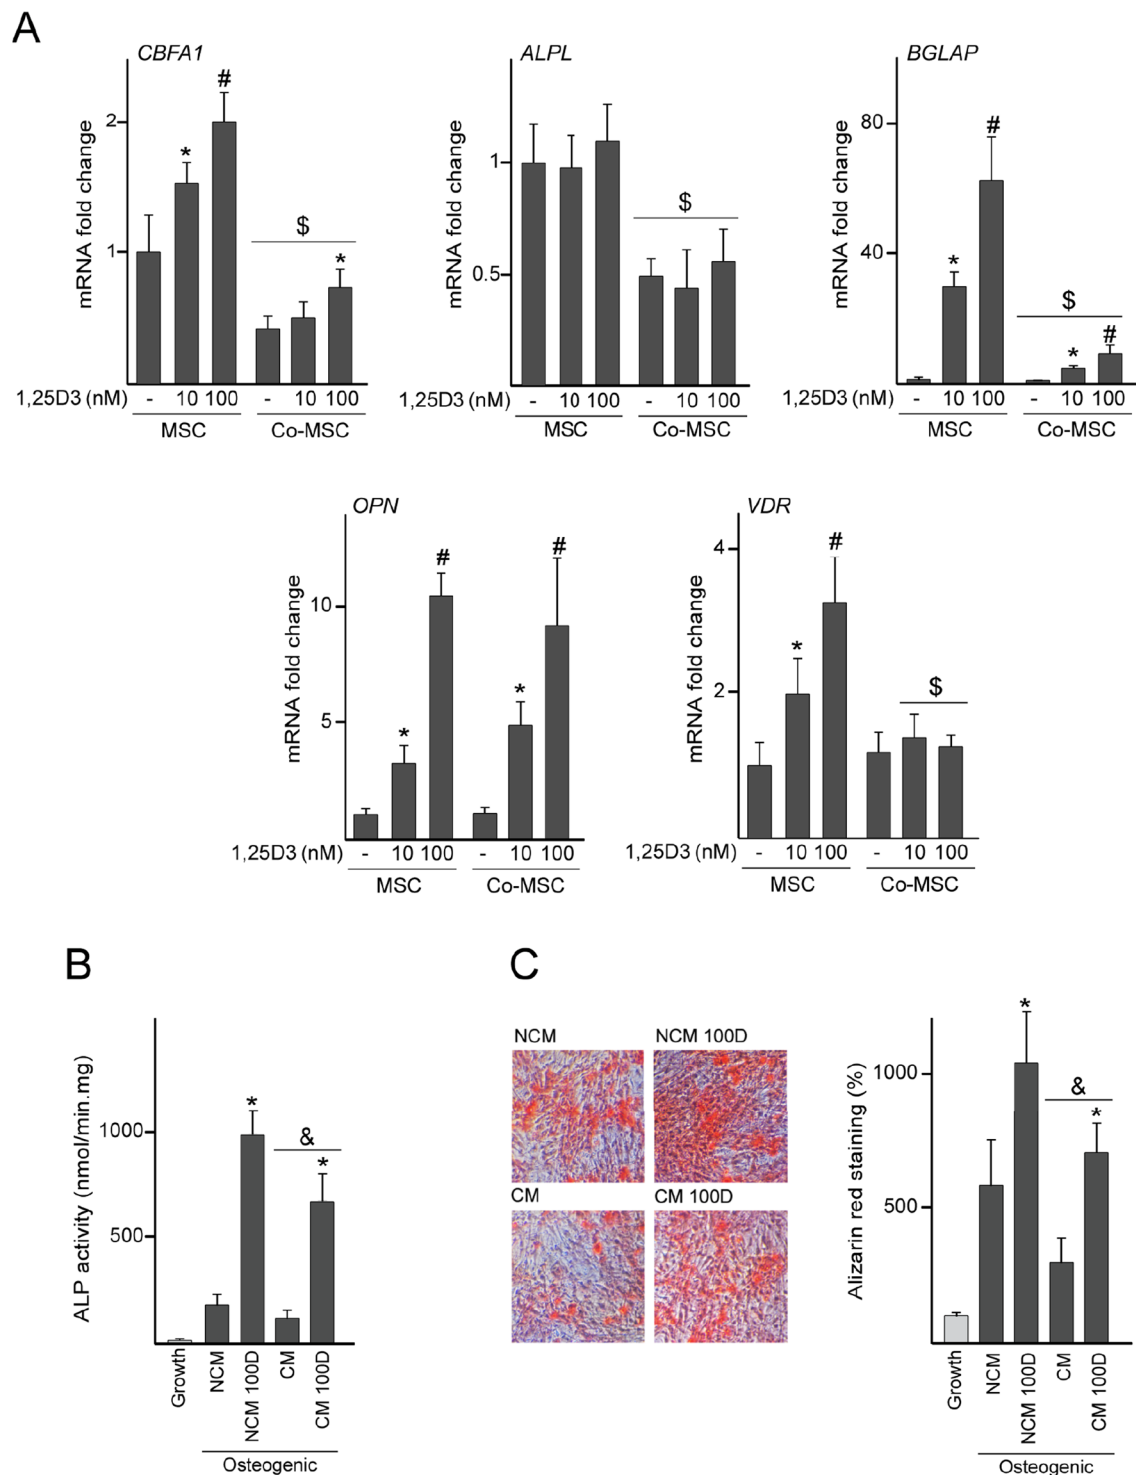 A
CBFA1
mRNA fold change
2
1
*
#
$
*
1,25D3 (nM)
- 10 100 - 10 100
MSC Co-MSC
ALPL
mRNA fold change
1
0.5
$
1,25D3 (nM)
- 10 100 - 10 100
MSC Co-MSC
BGLAP
mRNA fold change
80
40
*
#
$
*
#
1,25D3 (nM)
- 10 100 - 10 100
MSC Co-MSC
OPN
mRNA fold change
10
5
*
#
*
#
1,25D3 (nM)
- 10 100 - 10 100
MSC Co-MSC
VDR
mRNA fold change
4
2
*
#
$
1,25D3 (nM)
- 10 100 - 10 100
MSC Co-MSC
B
ALP activity (nmol/min.mg)
1000
500
*
&
*
Growth
NCM
NCM 100D
CM
CM 100D
Osteogenic
C
NCM
NCM 100D
CM
CM 100D
Alizarin red staining (%)
1000
500
*
&
*
Growth
NCM
NCM 100D
CM
CM 100D
Osteogenic